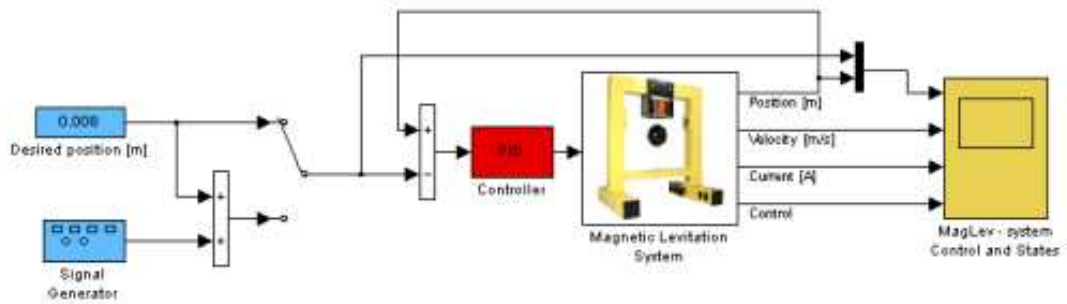 0.008
Desired position [m]
Signal
Generator
+
+
+
−
PID
Controller
Magnetic Levitation
System
Position [m]
Velocity [m/s]
Current [A]
Control
MagLev - system
Control and States